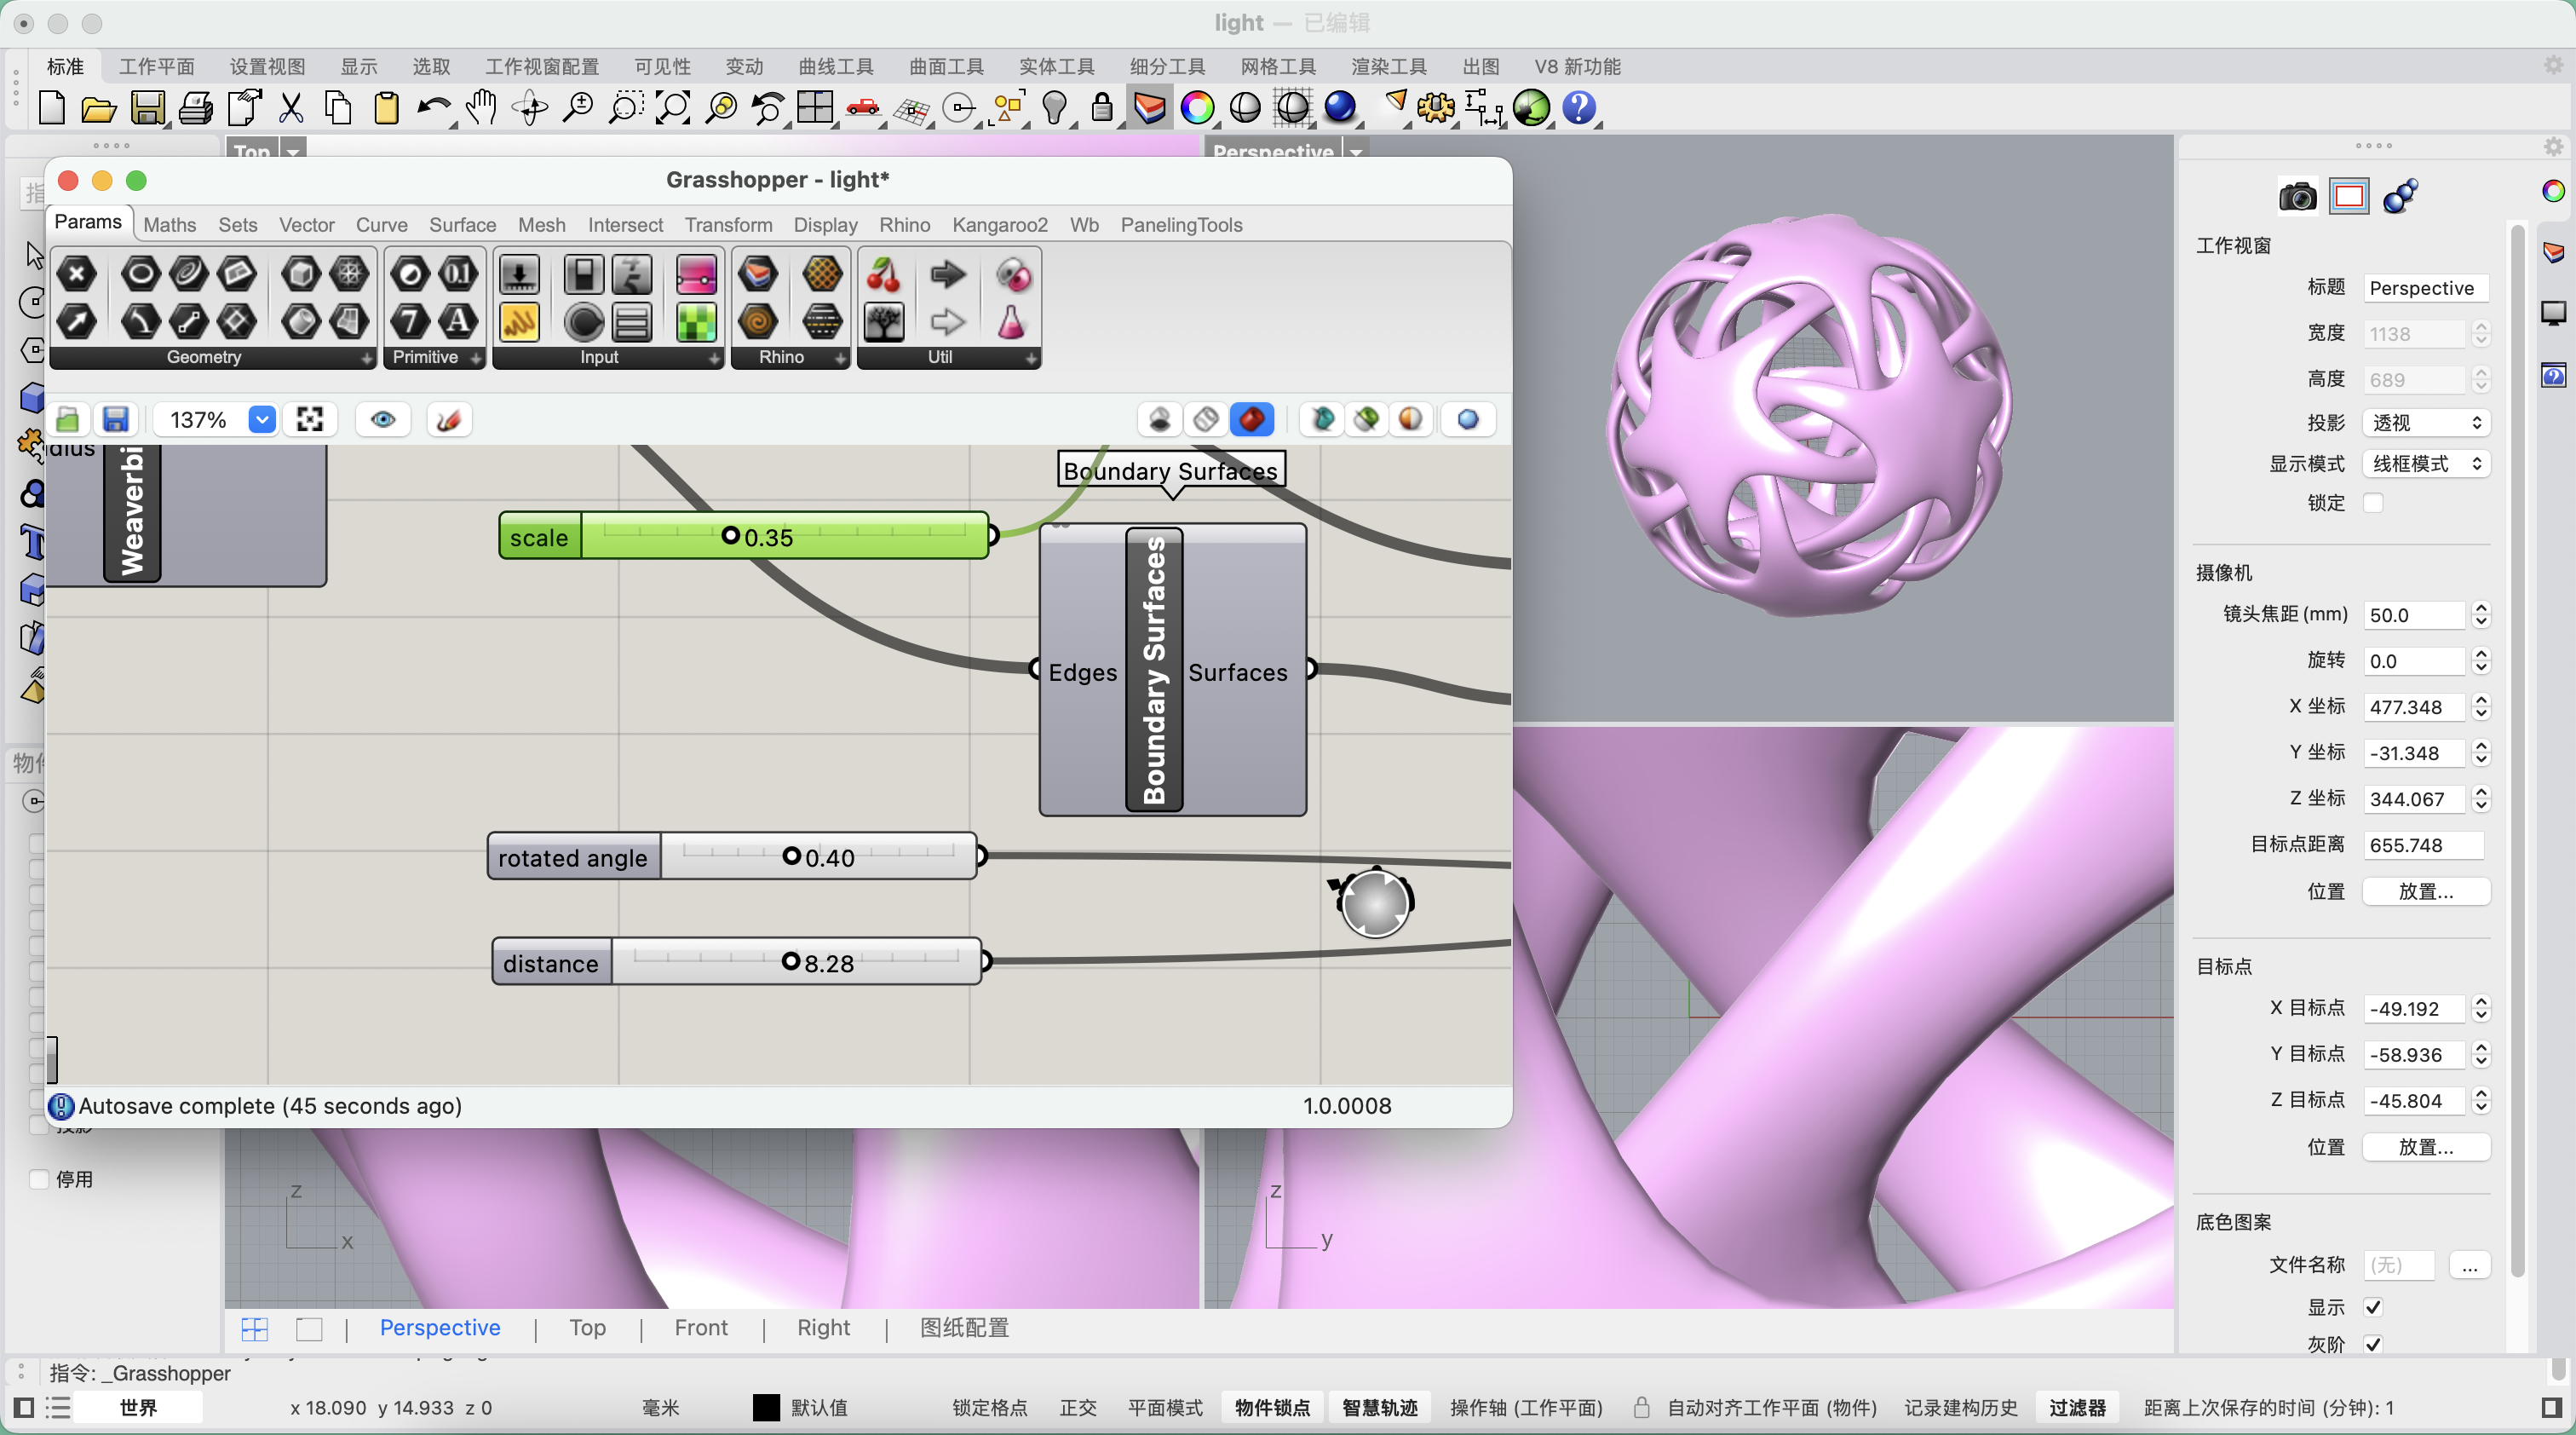 light — 已编辑
标准 工作平面 设置视图 显示 选取 工作视窗配置 可见性 变动 曲线工具 曲面工具 实体工具 细分工具 网格工具 渲染工具 出图 V8 新功能
Top
Perspective
Grasshopper - light*
Params Maths Sets Vector Curve Surface Mesh Intersect Transform Display Rhino Kangaroo2 Wb PanelingTools
Geometry Primitive Input Rhino Util
137%
Weaverbi
Boundary Surfaces
scale 0.35
Edges Boundary Surfaces Surfaces
rotated angle 0.40
distance 8.28
Autosave complete (45 seconds ago) 1.0.0008
停用
z
x
z
y
工作视窗
标题 Perspective
宽度 1138
高度 689
投影 透视
显示模式 线框模式
锁定
摄像机
镜头焦距 (mm) 50.0
旋转 0.0
X 坐标 477.348
Y 坐标 -31.348
Z 坐标 344.067
目标点距离 655.748
位置 放置...
目标点
X 目标点 -49.192
Y 目标点 -58.936
Z 目标点 -45.804
位置 放置...
底色图案
文件名称 (无) ...
显示
灰阶
Perspective | Top | Front | Right | 图纸配置
指令: _Grasshopper
世界 x 18.090 y 14.933 z 0 毫米 默认值 锁定格点 正交 平面模式 物件锁点 智慧轨迹 操作轴 (工作平面) 自动对齐工作平面 (物件) 记录建构历史 过滤器 距离上次保存的时间 (分钟): 1